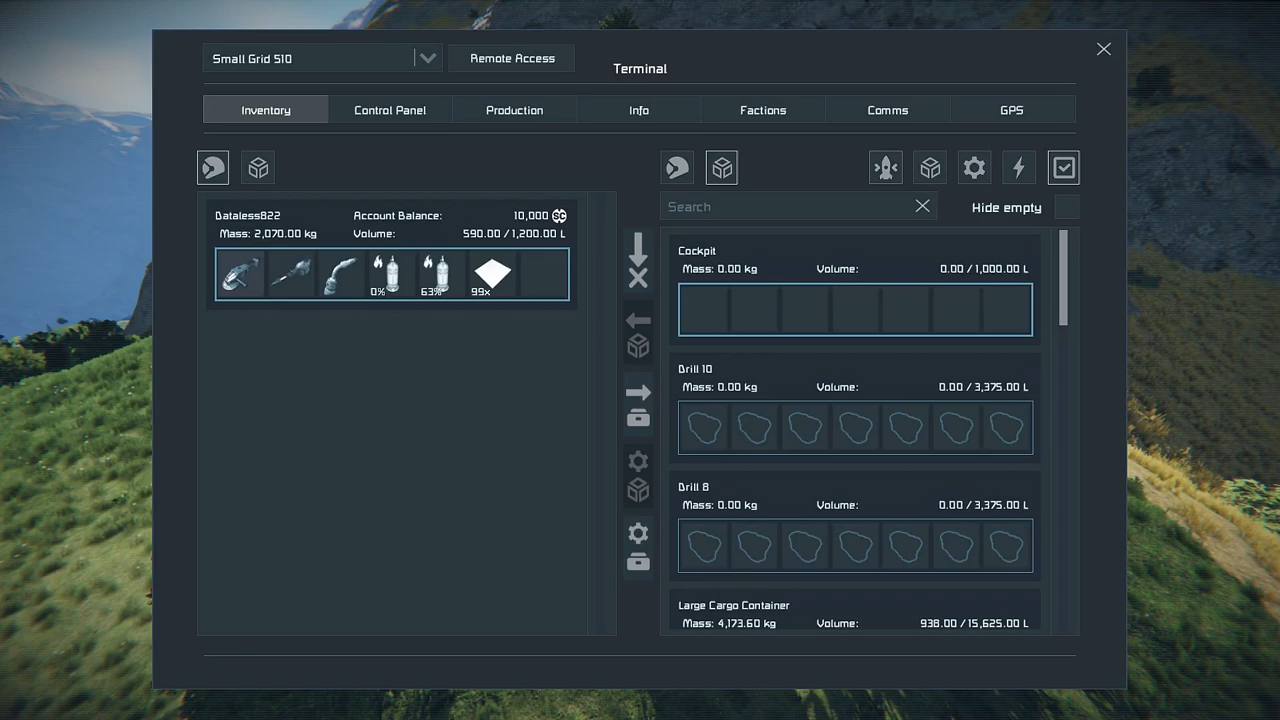 Small Grid 510
Remote Access
Terminal
Inventory
Control Panel
Production
Info
Factions
Comms
GPS
Dataless822 Account Balance: 10,000 SC
Mass: 2,070.00 kg Volume: 590.00 / 1,200.00 L
0% 63% 99x
Search
Hide empty
Cockpit
Mass: 0.00 kg Volume: 0.00 / 1,000.00 L
Drill 10
Mass: 0.00 kg Volume: 0.00 / 3,375.00 L
Drill 8
Mass: 0.00 kg Volume: 0.00 / 3,375.00 L
Large Cargo Container
Mass: 4,173.60 kg Volume: 938.00 / 15,625.00 L